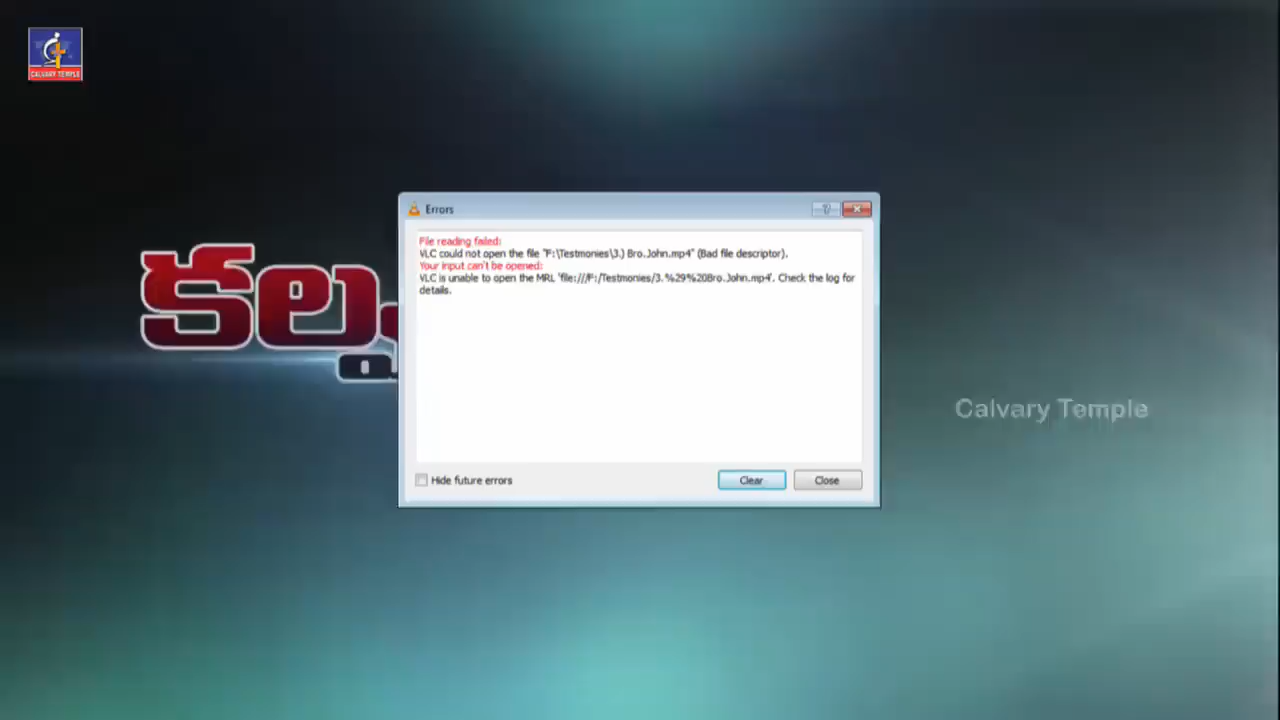 CALVARY TEMPLE
Errors
File reading failed:
VLC could not open the file "F:\Testmonies\3.) Bro.John.mp4" (Bad file descriptor).
Your input can't be opened:
VLC is unable to open the MRL 'file:///F:/Testmonies/3.%29%20Bro.John.mp4'. Check the log for
details.
Calvary Temple
Hide future errors
Clear
Close